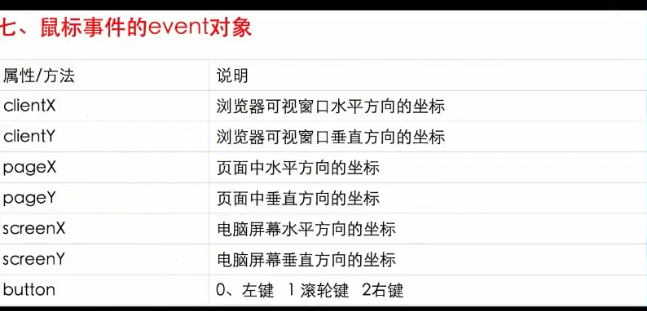 七、鼠标事件的event对象
属性/方法 说明
clientX 浏览器可视窗口水平方向的坐标
clientY 浏览器可视窗口垂直方向的坐标
pageX 页面中水平方向的坐标
pageY 页面中垂直方向的坐标
screenX 电脑屏幕水平方向的坐标
screenY 电脑屏幕垂直方向的坐标
button 0、左键 1 滚轮键 2右键